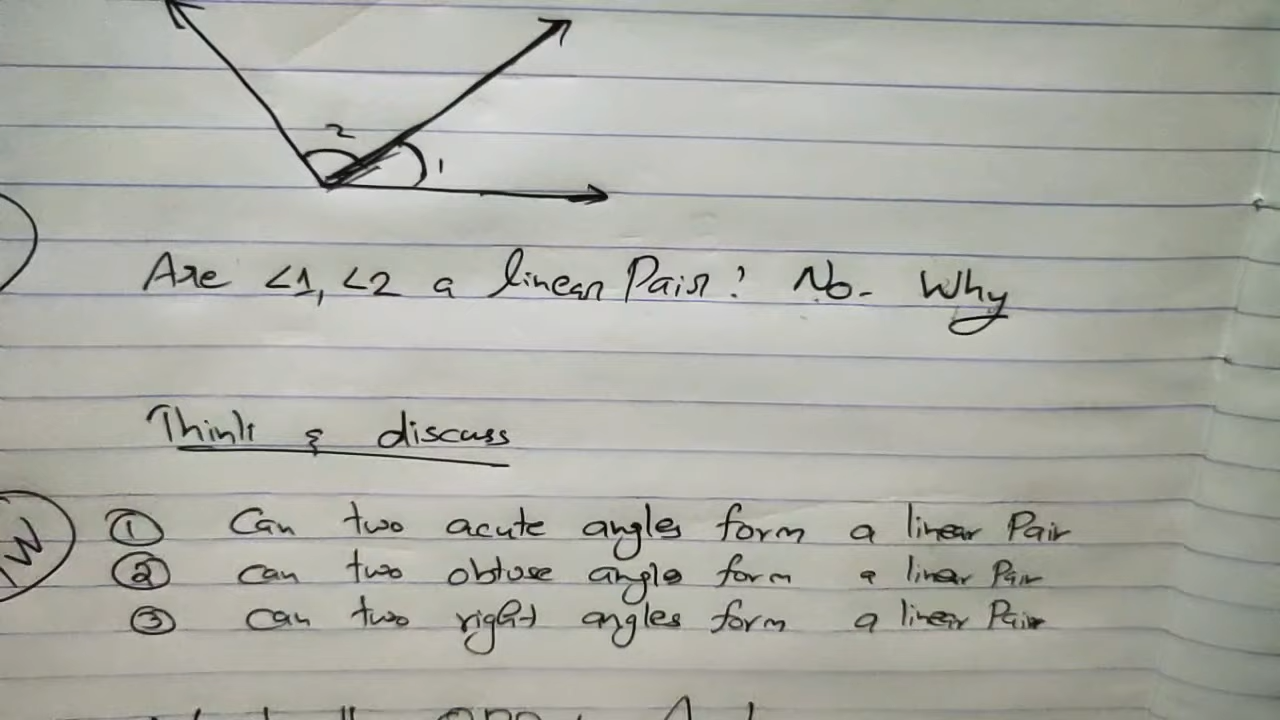 2
1
Are <1, <2 a linear Pair? No. Why
Think & discuss
W
① Can two acute angles form a linear Pair
② can two obtuse angle form a linear Pair
③ can two right angles form a linear Pair